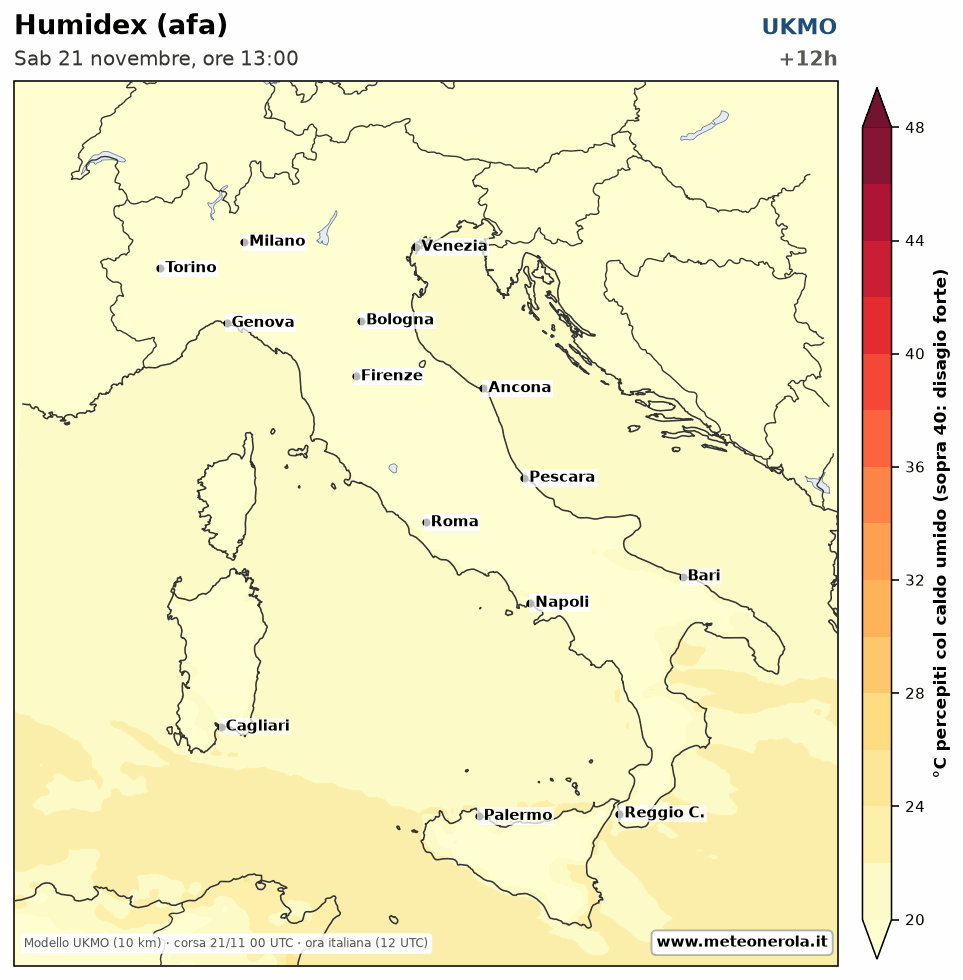 Humidex (afa)
UKMO
Sab 21 novembre, ore 13:00
+12h
Milano
Venezia
Torino
Genova
Bologna
Firenze
Ancona
Pescara
Roma
Bari
Napoli
Cagliari
Palermo
Reggio C.
Modello UKMO (10 km) · corsa 21/11 00 UTC · ora italiana (12 UTC)
www.meteonerola.it
48
44
40
36
32
28
24
20
°C percepiti col caldo umido (sopra 40: disagio forte)